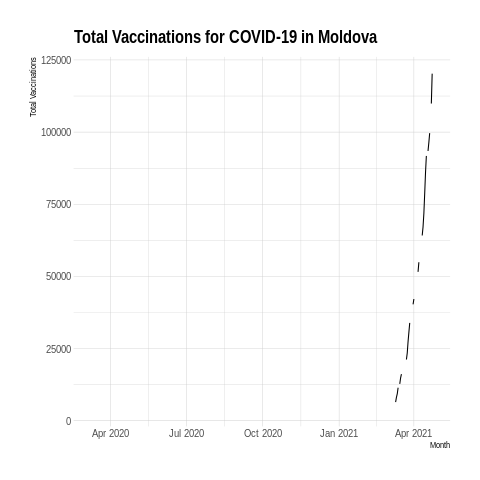 Total Vaccinations for COVID-19 in Moldova
Total Vaccinations
125000
100000
75000
50000
25000
0
Apr 2020 Jul 2020 Oct 2020 Jan 2021 Apr 2021
Month